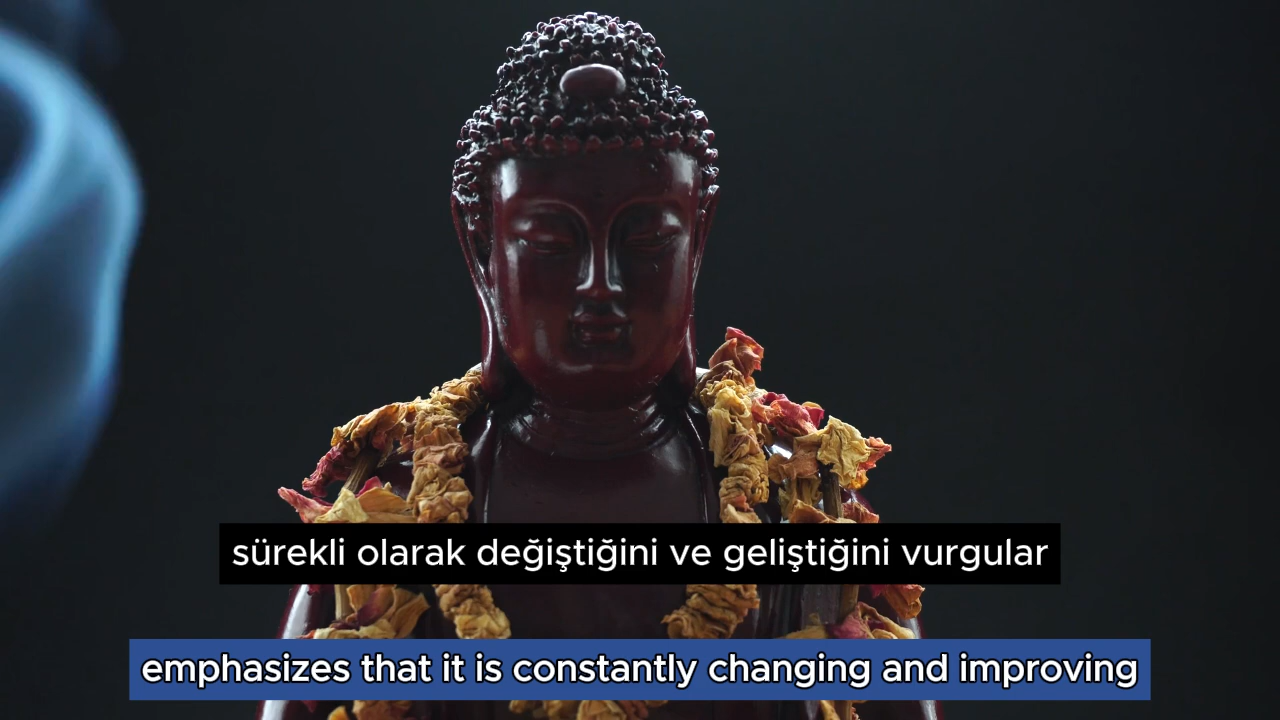 sürekli olarak değiştiğini ve geliştiğini vurgular
emphasizes that it is constantly changing and improving